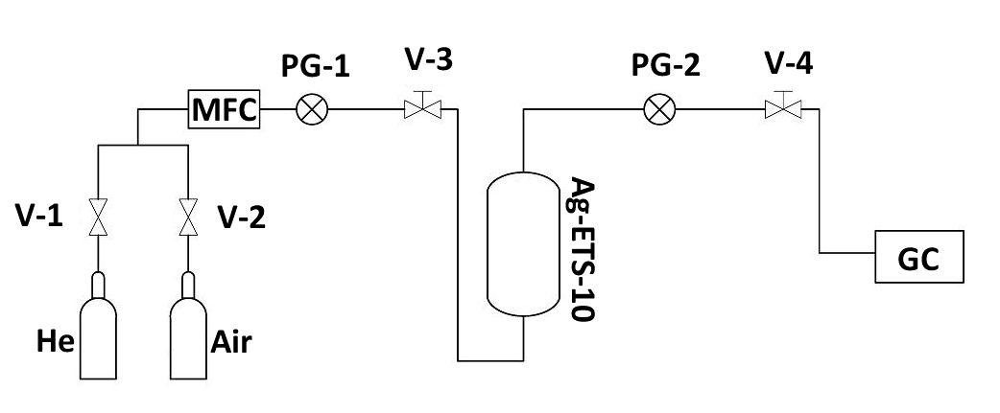 PG-1
V-3
PG-2
V-4
MFC
V-1
V-2
Ag-ETS-10
GC
He
Air